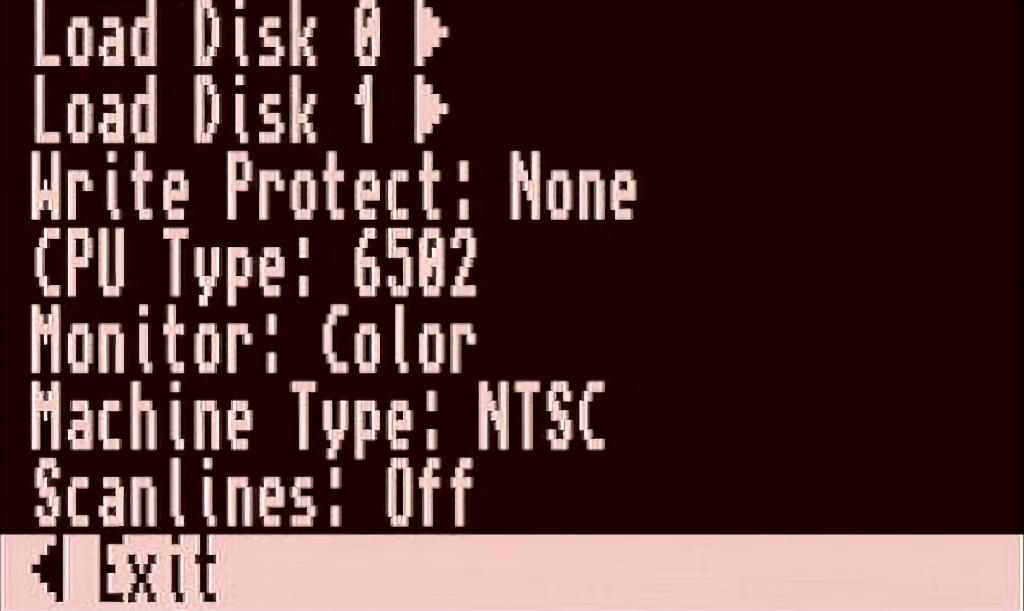 Load Disk 0 ▶
Load Disk 1 ▶
Write Protect: None
CPU Type: 6502
Monitor: Color
Machine Type: NTSC
Scanlines: Off
◀ Exit